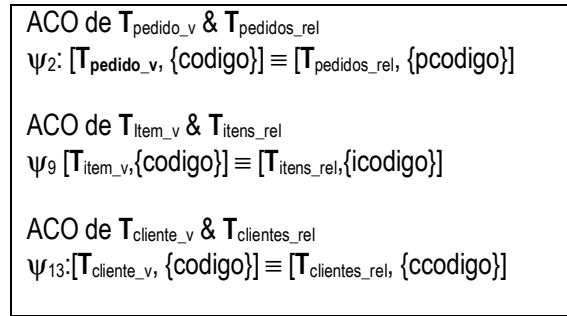 ACO de Tpedido_v & Tpedidos_rel
ψ2: [Tpedido_v, {codigo}] ≡ [Tpedidos_rel, {pcodigo}]
ACO de TItem_v & Titens_rel
ψ9 [Titem_v,{codigo}] ≡ [Titens_rel,{icodigo}]
ACO de Tcliente_v & Tclientes_rel
ψ13:[Tcliente_v, {codigo}] ≡ [Tclientes_rel, {ccodigo}]